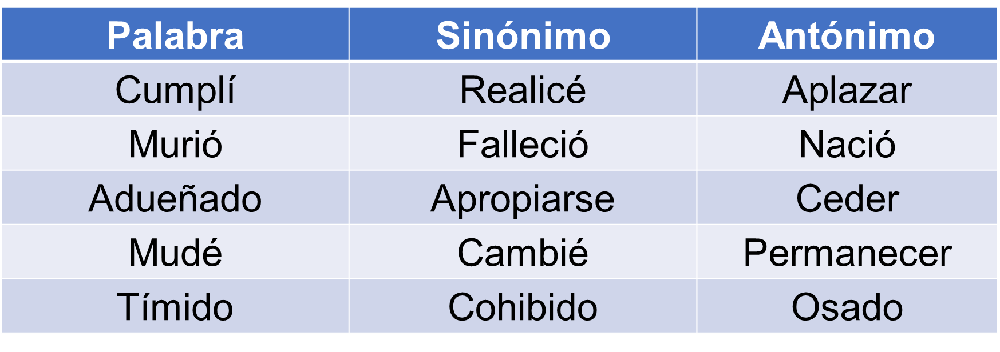 Palabra Sinónimo Antónimo
Cumplí Realicé Aplazar
Murió Falleció Nació
Adueñado Apropiarse Ceder
Mudé Cambié Permanecer
Tímido Cohibido Osado